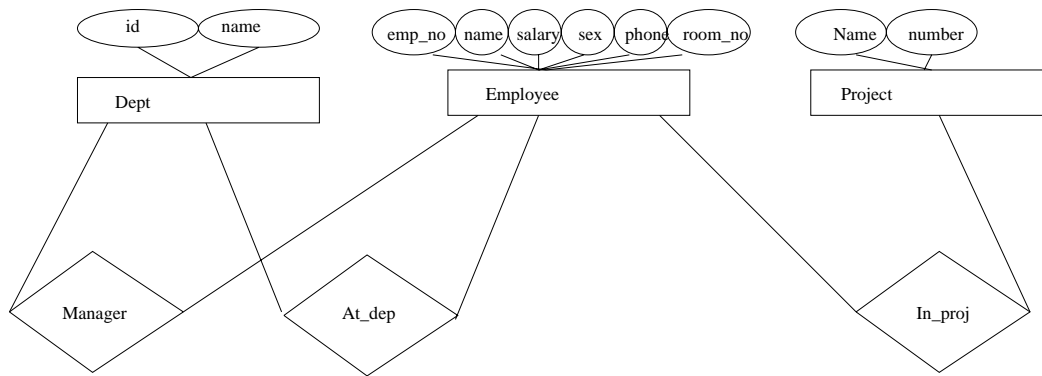 id name emp_no name salary sex phone room_no Name number
Dept Employee Project
Manager At_dep In_proj